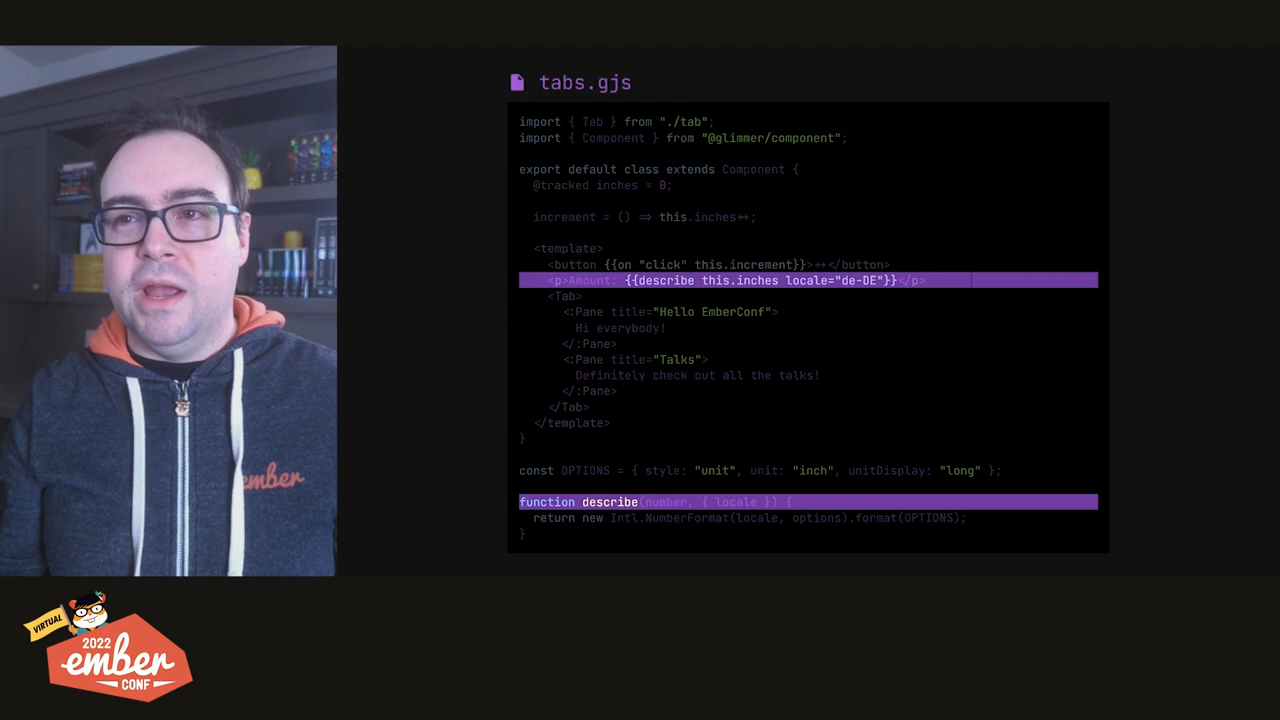 tabs.gjs
import { Tab } from "./tab";
import { Component } from "@glimmer/component";
export default class extends Component {
@tracked inches = 0;
increment = () => this.inches++;
<template>
<button {{on "click" this.increment}}>++</button>
<p>Amount: {{describe this.inches locale="de-DE"}}</p>
<Tab>
<:Pane title="Hello EmberConf">
Hi everybody!
</:Pane>
<:Pane title="Talks">
Definitely check out all the talks!
</:Pane>
</Tab>
</template>
}
const OPTIONS = { style: "unit", unit: "inch", unitDisplay: "long" };
function describe(number, { locale }) {
return new Intl.NumberFormat(locale, options).format(OPTIONS);
}
ember
VIRTUAL
2022
ember
CONF